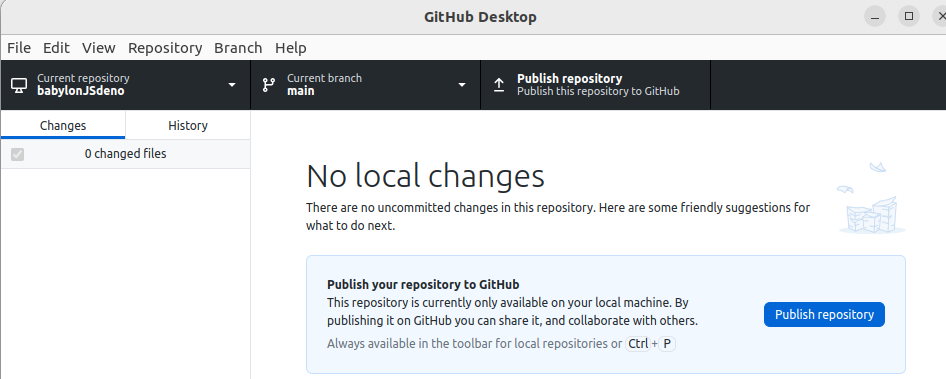 GitHub Desktop
File Edit View Repository Branch Help
Current repository
babylonJSdeno
Current branch
main
Publish repository
Publish this repository to GitHub
Changes
History
0 changed files
No local changes
There are no uncommitted changes in this repository. Here are some friendly suggestions for
what to do next.
Publish your repository to GitHub
This repository is currently only available on your local machine. By
publishing it on GitHub you can share it, and collaborate with others.
Always available in the toolbar for local repositories or Ctrl + P
Publish repository